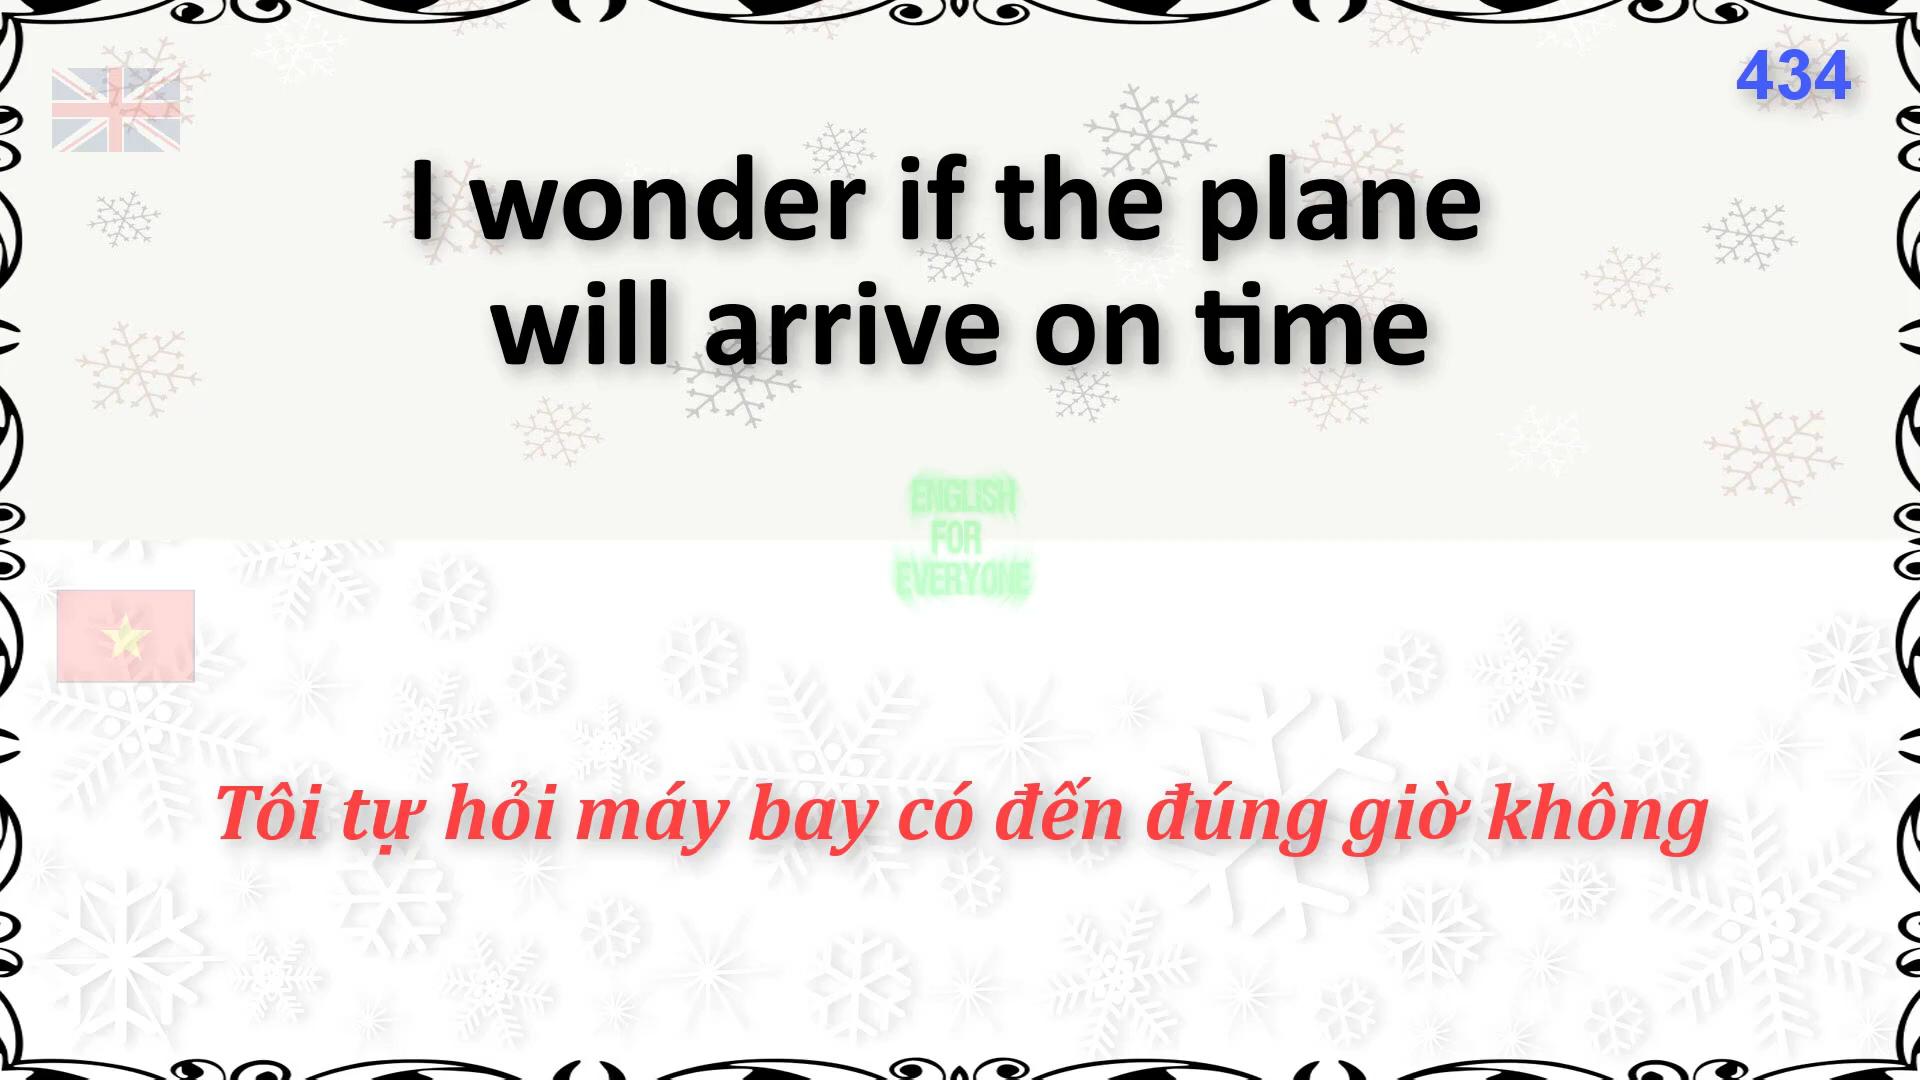 434
I wonder if the plane
will arrive on time
ENGLISH
FOR
EVERYONE
Tôi tự hỏi máy bay có đến đúng giờ không